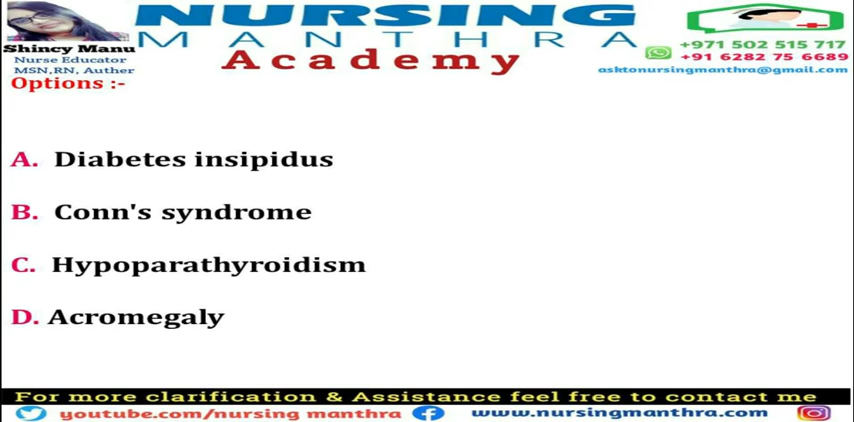 NURSING
MANTHRA
Academy
Shincy Manu
Nurse Educator
MSN,RN, Auther
+971 502 515 717
+91 6282 75 6689
asktonursingmanthra@gmail.com
Options :-
A. Diabetes insipidus
B. Conn's syndrome
C. Hypoparathyroidism
D. Acromegaly
For more clarification & Assistance feel free to contact me
youtube.com/nursing manthra
www.nursingmanthra.com